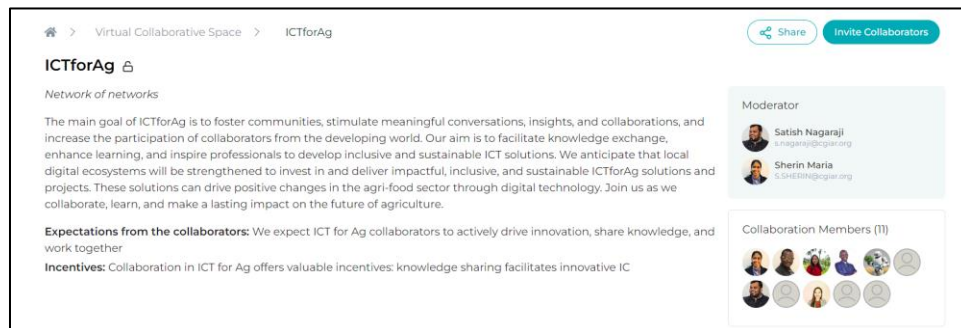 Virtual Collaborative Space > ICTforAg
Share
Invite Collaborators
ICTforAg
Network of networks
The main goal of ICTforAg is to foster communities, stimulate meaningful conversations, insights, and collaborations, and
increase the participation of collaborators from the developing world. Our aim is to facilitate knowledge exchange,
enhance learning, and inspire professionals to develop inclusive and sustainable ICT solutions. We anticipate that local
digital ecosystems will be strengthened to invest in and deliver impactful, inclusive, and sustainable ICTforAg solutions and
projects. These solutions can drive positive changes in the agri-food sector through digital technology. Join us as we
collaborate, learn, and make a lasting impact on the future of agriculture.
Expectations from the collaborators: We expect ICT for Ag collaborators to actively drive innovation, share knowledge, and
work together
Incentives: Collaboration in ICT for Ag offers valuable incentives: knowledge sharing facilitates innovative IC
Moderator
Satish Nagaraji
s.nagaraji@cgiar.org
Sherin Maria
S.SHERIN@cgiar.org
Collaboration Members (11)